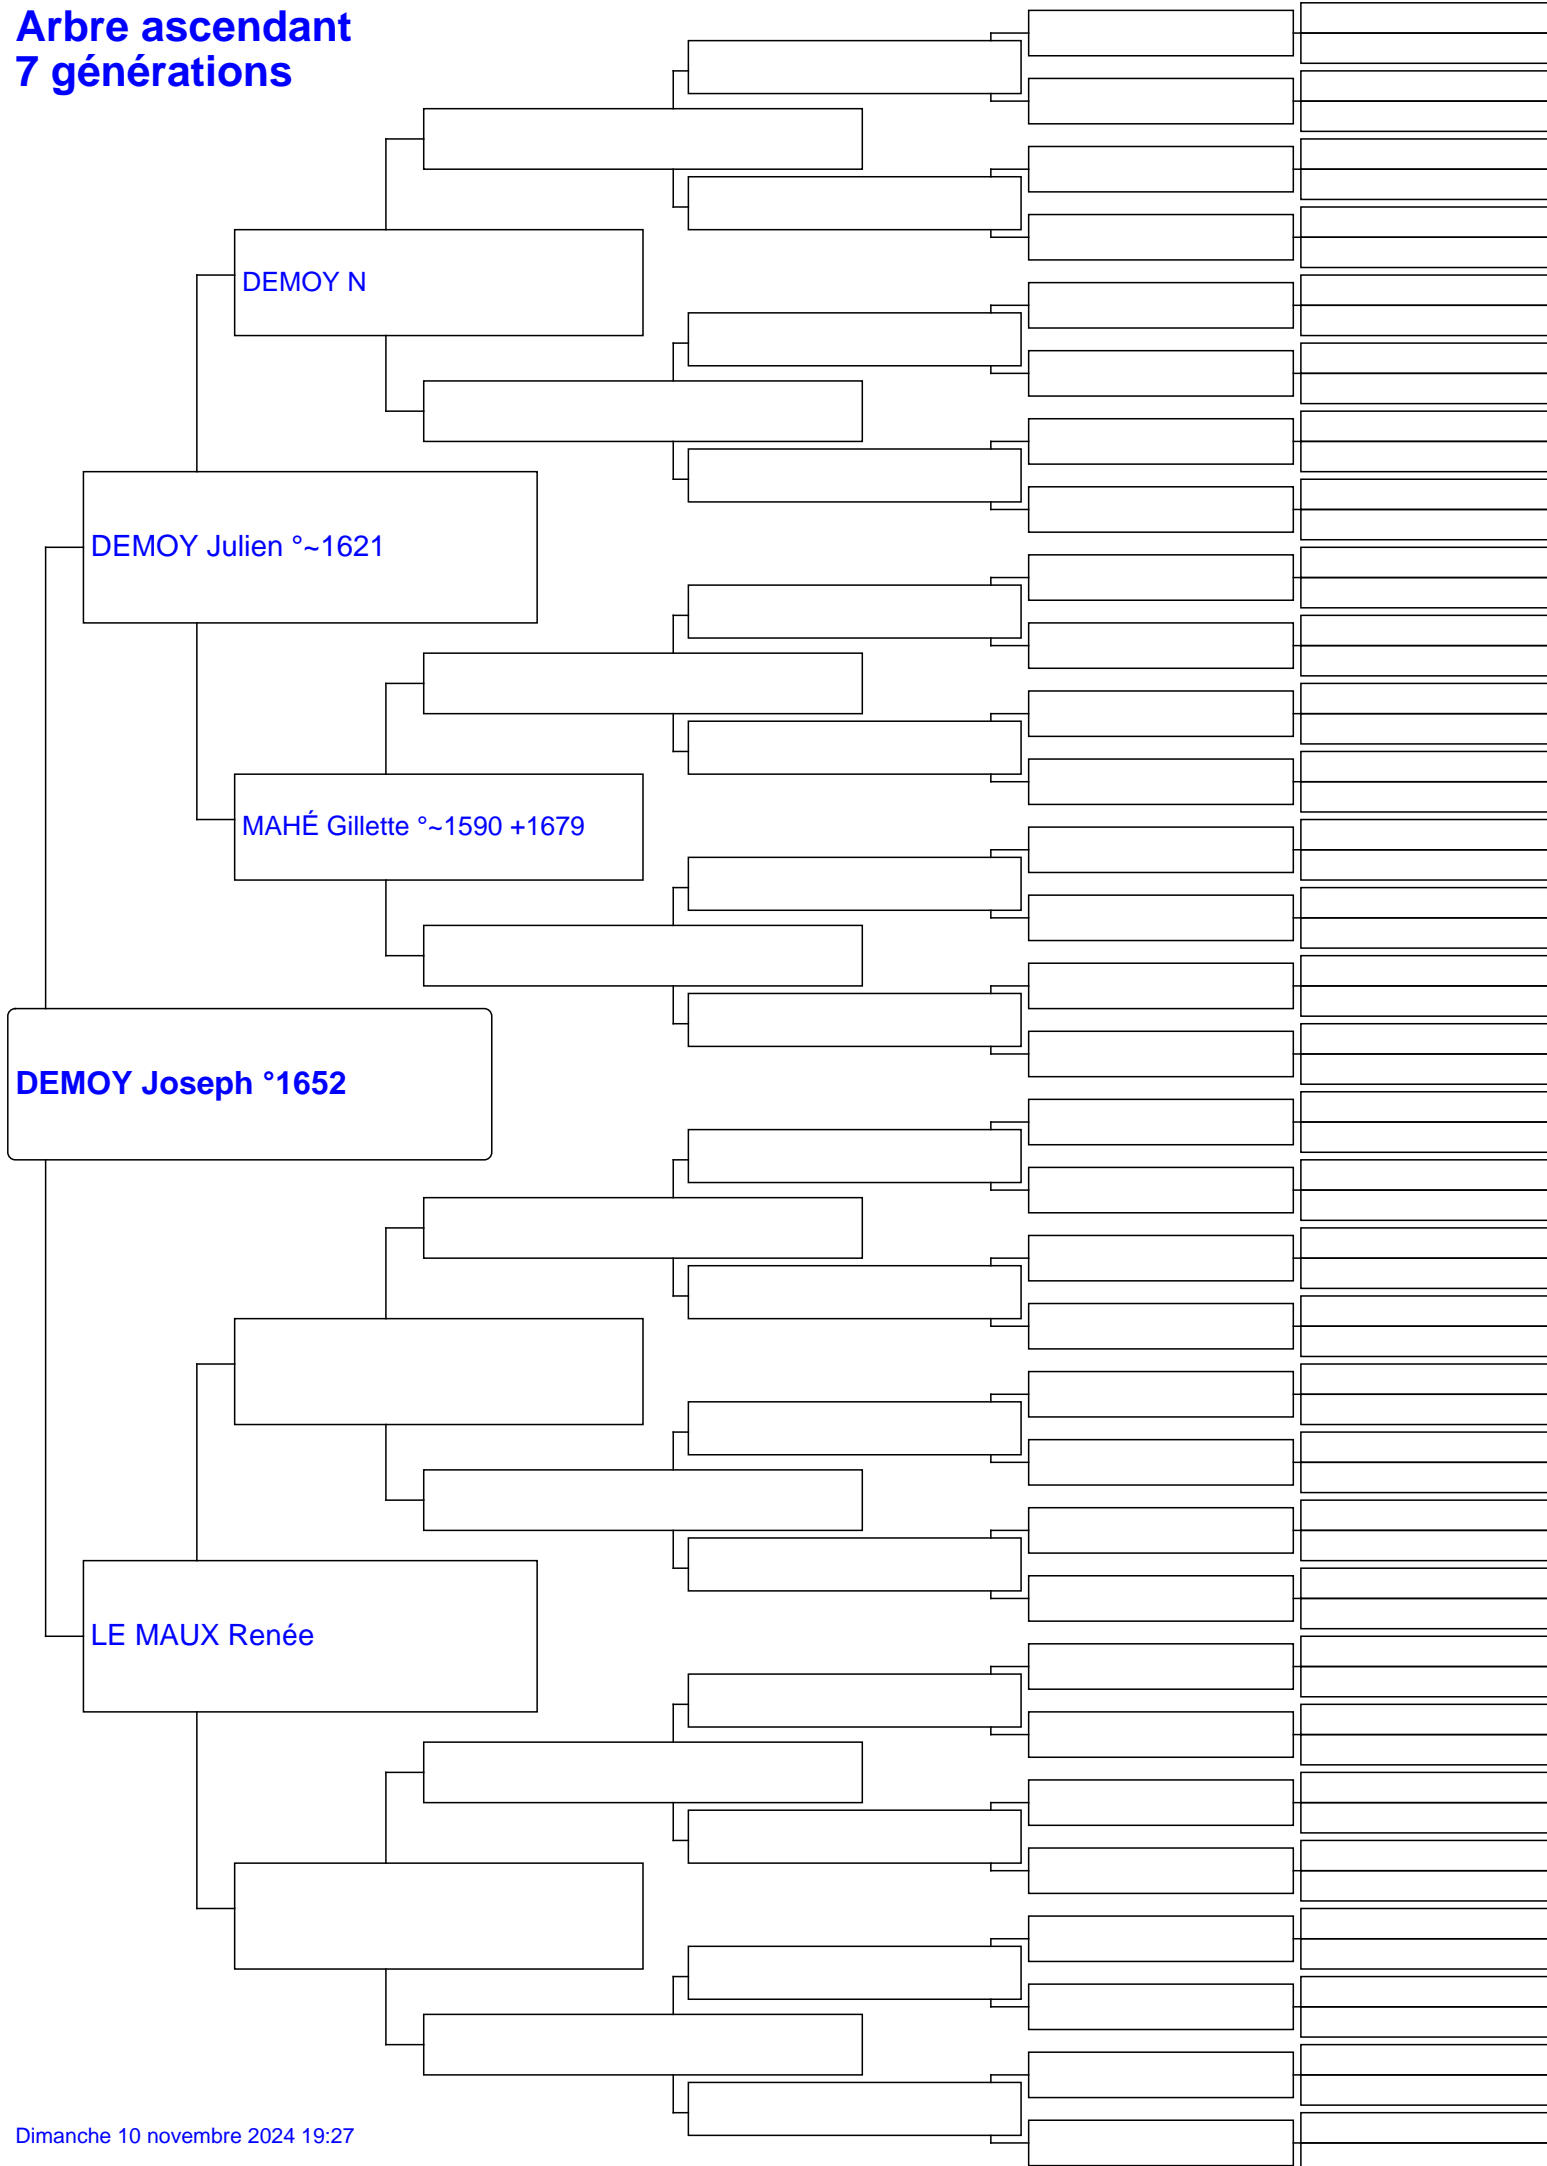 Arbre ascendant
7 générations
DEMOY N
DEMOY Julien °~1621
MAHÉ Gillette °~1590 +1679
DEMOY Joseph °1652
LE MAUX Renée
Dimanche 10 novembre 2024 19:27